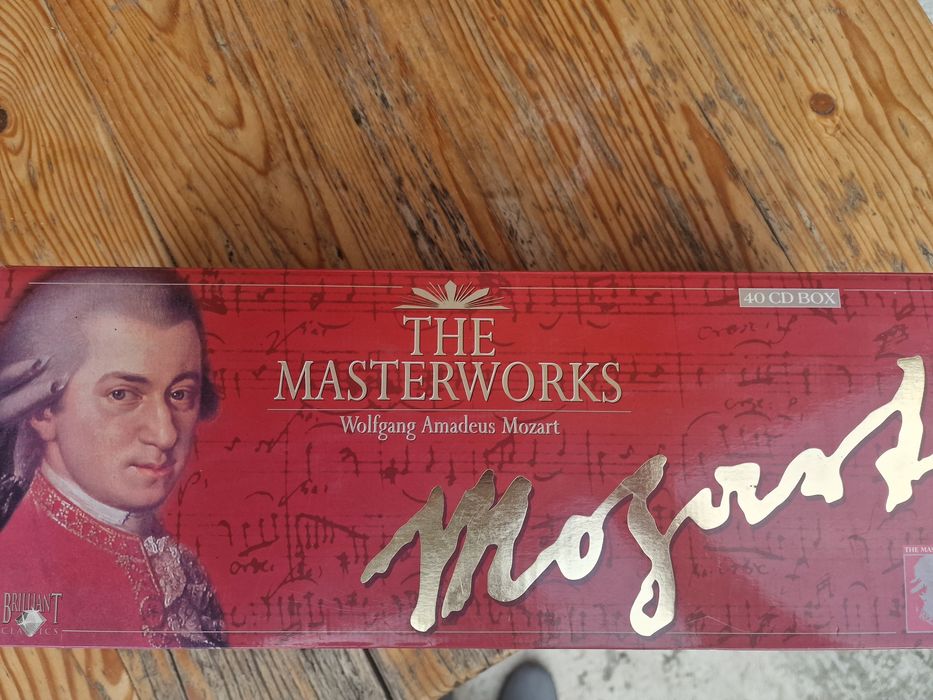 40 CD BOX
THE
MASTERWORKS
Wolfgang Amadeus Mozart
Mozart
BRILLIANT
CLASSICS